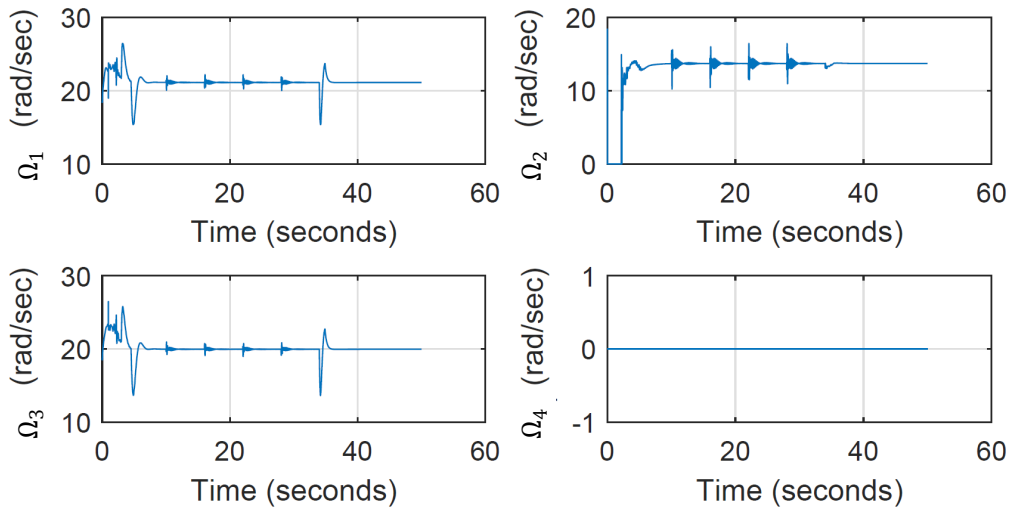 30
20
10
Ω1 (rad/sec)
0 20 40 60
Time (seconds)
20
10
0
Ω2 (rad/sec)
0 20 40 60
Time (seconds)
30
20
10
Ω3 (rad/sec)
0 20 40 60
Time (seconds)
1
0
-1
Ω4 (rad/sec)
0 20 40 60
Time (seconds)